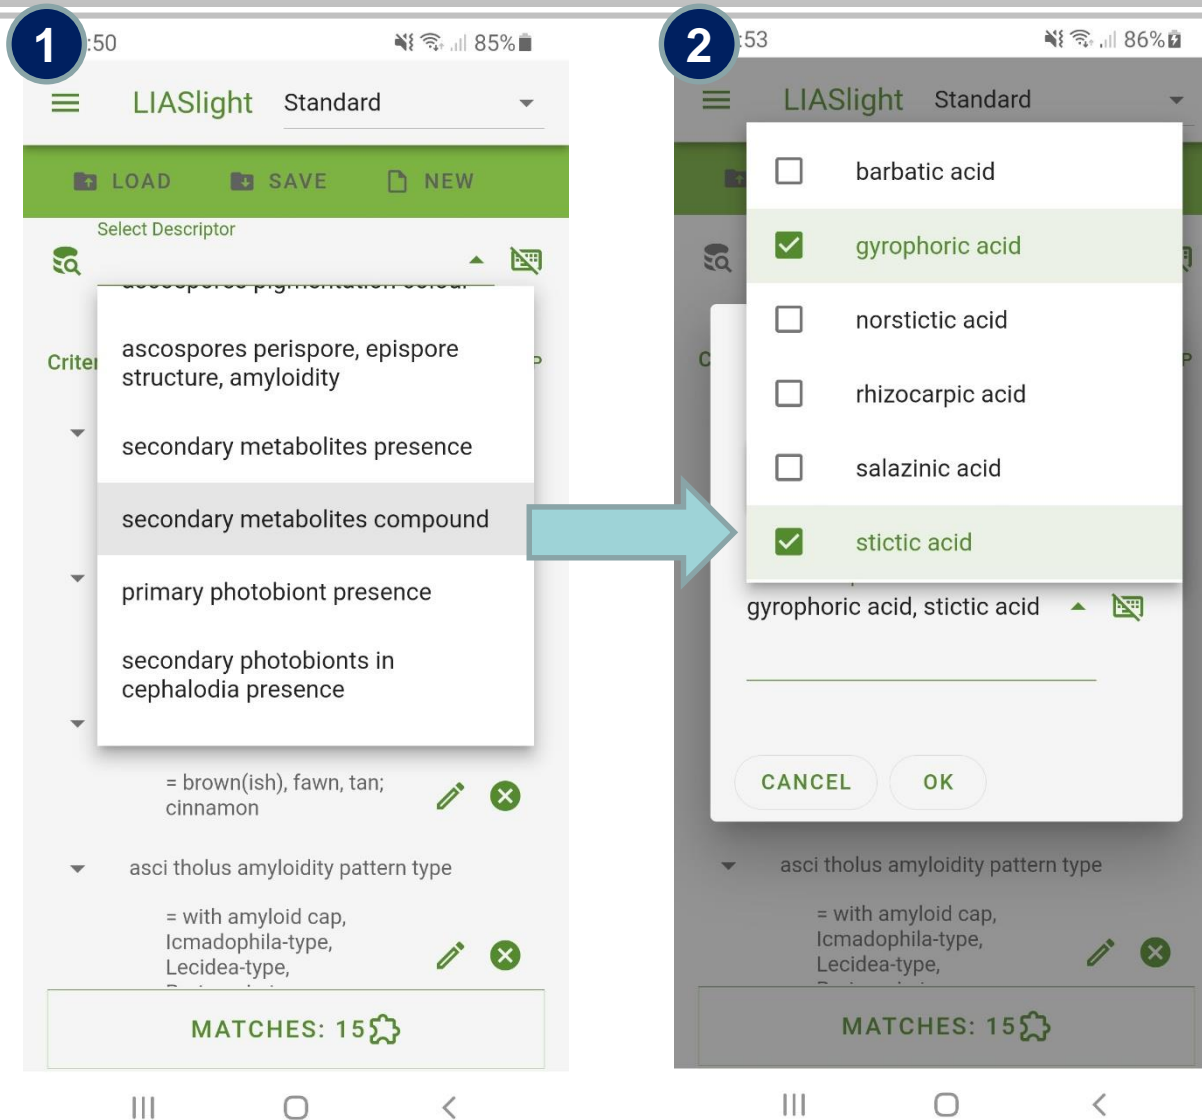 1
:50
85%
LIASlight
Standard
LOAD
SAVE
NEW
Select Descriptor
ascospores pigmentation colour
ascospores perispore, epispore
structure, amyloidity
Criter
P
secondary metabolites presence
secondary metabolites compound
primary photobiont presence
secondary photobionts in
cephalodia presence
= brown(ish), fawn, tan;
cinnamon
asci tholus amyloidity pattern type
= with amyloid cap,
Icmadophila-type,
Lecidea-type,
MATCHES: 15
2
:53
86%
LIASlight
Standard
barbatic acid
gyrophoric acid
norstictic acid
rhizocarpic acid
salazinic acid
stictic acid
C
P
gyrophoric acid, stictic acid
CANCEL
OK
asci tholus amyloidity pattern type
= with amyloid cap,
Icmadophila-type,
Lecidea-type,
MATCHES: 15